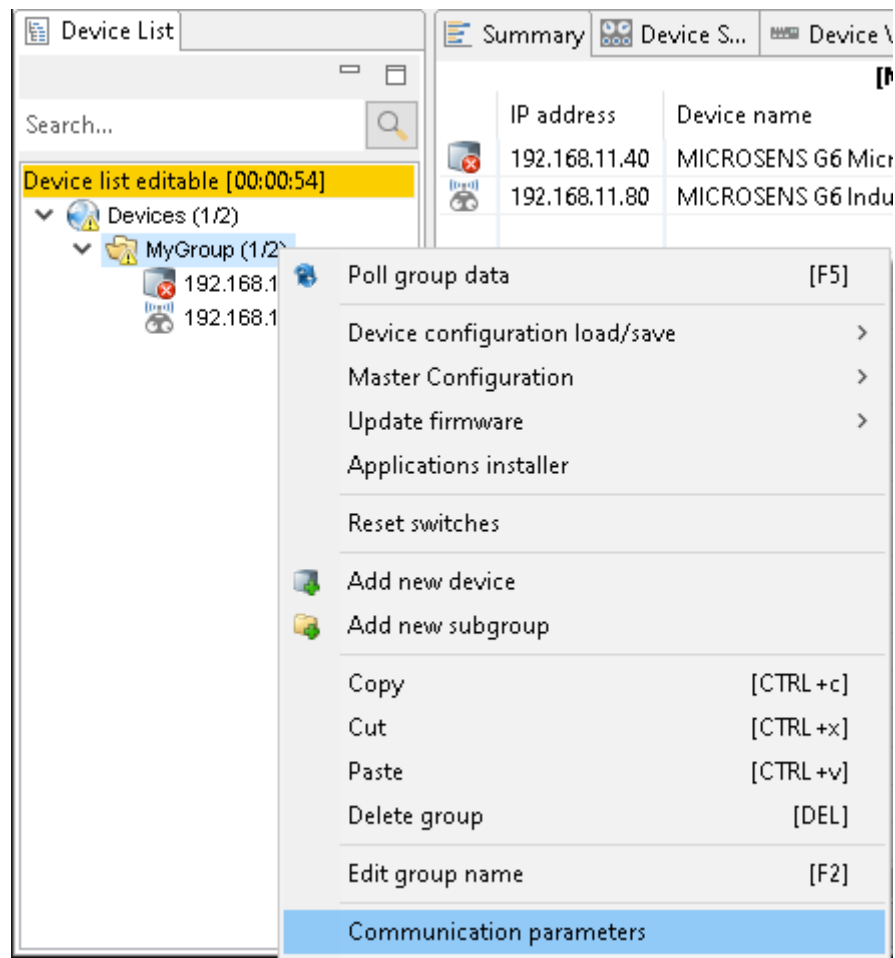 Device List
Search...
Device list editable [00:00:54]
Devices (1/2)
MyGroup (1/2)
192.168.1
192.168.1
Summary
Device S...
Device
IP address
Device name
192.168.11.40
MICROSENS G6 Micr
192.168.11.80
MICROSENS G6 Indu
Poll group data [F5]
Device configuration load/save
Master Configuration
Update firmware
Applications installer
Reset switches
Add new device
Add new subgroup
Copy [CTRL+c]
Cut [CTRL+x]
Paste [CTRL+v]
Delete group [DEL]
Edit group name [F2]
Communication parameters